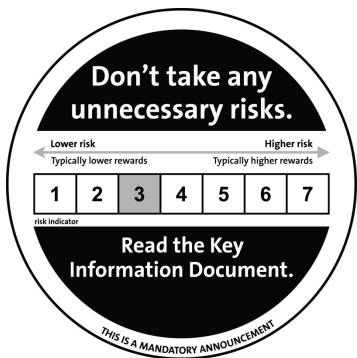 Don't take any
unnecessary risks.
Lower risk Higher risk
Typically lower rewards Typically higher rewards
1 2 3 4 5 6 7
risk indicator
Read the Key
Information Document.
THIS IS A MANDATORY ANNOUNCEMENT